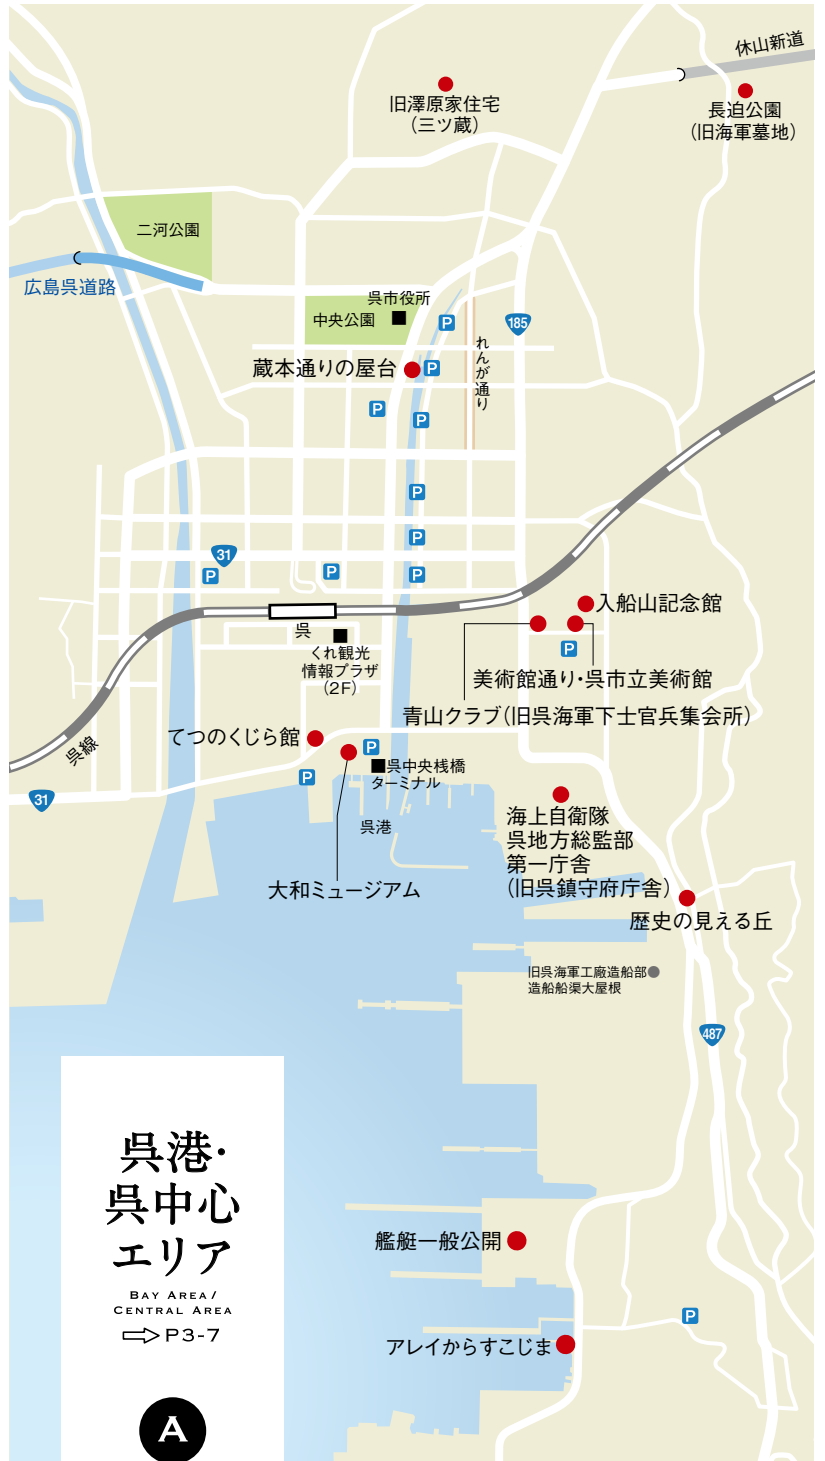 休山新道
旧澤原家住宅
(三ツ蔵)
長迫公園
(旧海軍墓地)
二河公園
広島呉道路
呉市役所
中央公園
P
185
れんが通り
蔵本通りの屋台
P
P
P
P
P
31
P
P
P
入船山記念館
呉
くれ観光
情報プラザ
(2F)
P
美術館通り・呉市立美術館
青山クラブ(旧呉海軍下士官兵集会所)
てつのくじら館
呉線
P
呉中央桟橋
ターミナル
P
31
呉港
海上自衛隊
呉地方総監部
第一庁舎
(旧呉鎮守府庁舎)
大和ミュージアム
歴史の見える丘
旧呉海軍工廠造船部
造船船渠大屋根
487
呉港・
呉中心
エリア
BAY AREA /
CENTRAL AREA
⇨P3-7
A
艦艇一般公開
P
アレイからすこじま